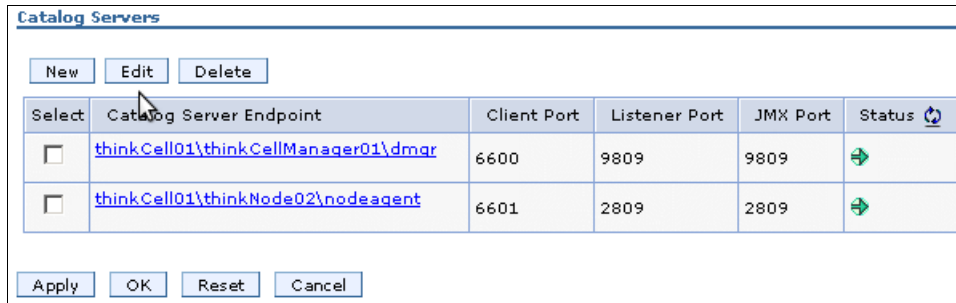 Catalog Servers
New Edit Delete
Select Catalog Server Endpoint Client Port Listener Port JMX Port Status
thinkCell01\thinkCellManager01\dmgr 6600 9809 9809
thinkCell01\thinkNode02\nodeagent 6601 2809 2809
Apply OK Reset Cancel